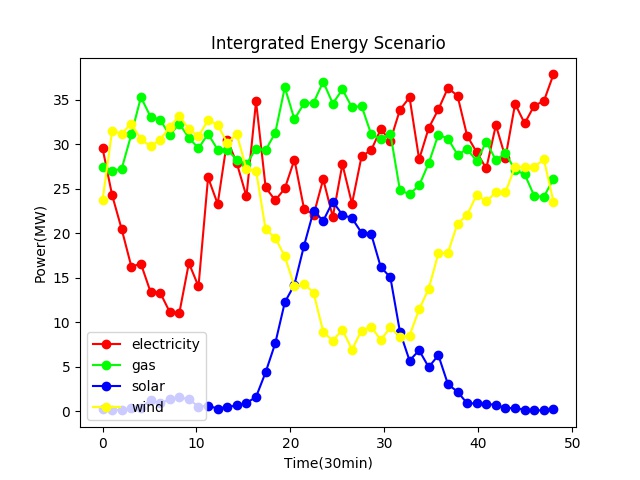 Intergrated Energy Scenario
Power(MW)
35
30
25
20
15
10
5
0
electricity
gas
solar
wind
0 10 20 30 40 50
Time(30min)